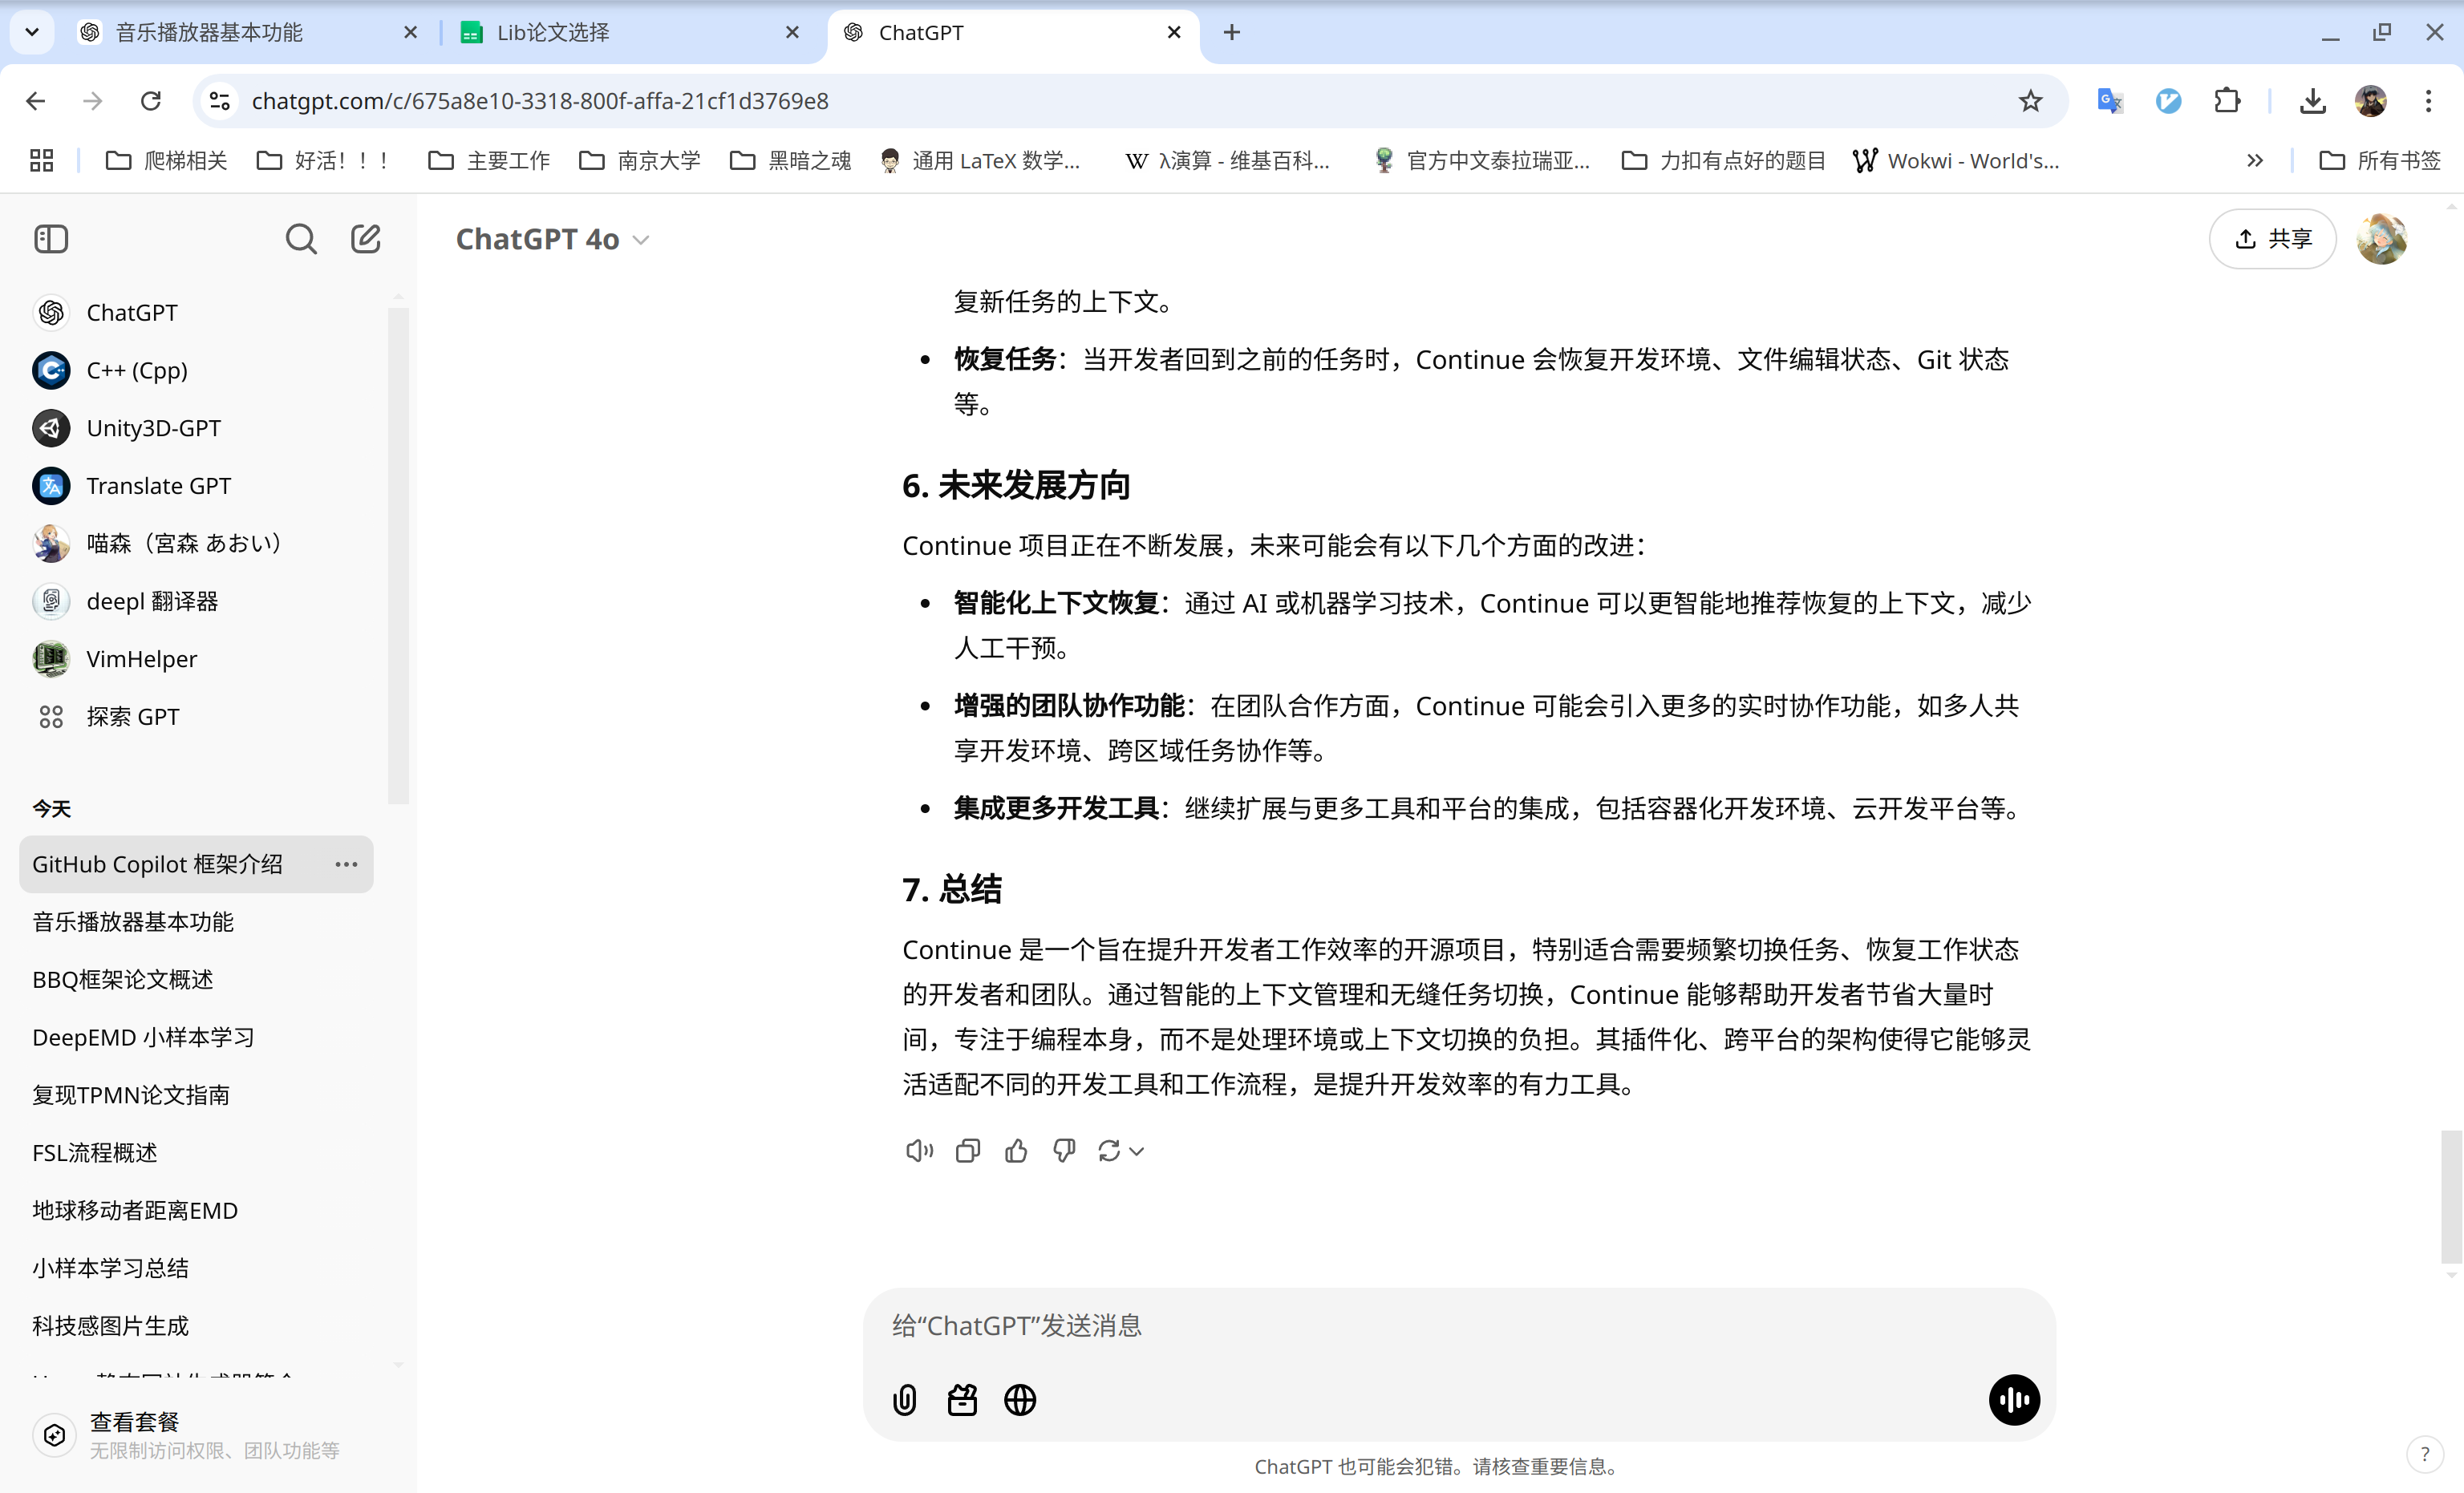 音乐播放器基本功能
Lib论文选择
ChatGPT
chatgpt.com/c/675a8e10-3318-800f-affa-21cf1d3769e8
爬梯相关
好活！！！
主要工作
南京大学
黑暗之魂
通用 LaTeX 数学...
λ演算 - 维基百科...
官方中文泰拉瑞亚...
力扣有点好的题目
Wokwi - World's...
所有书签
ChatGPT
C++ (Cpp)
Unity3D-GPT
Translate GPT
喵森（宮森 あおい）
deepl 翻译器
VimHelper
探索 GPT
今天
GitHub Copilot 框架介绍
音乐播放器基本功能
BBQ框架论文概述
DeepEMD 小样本学习
复现TPMN论文指南
FSL流程概述
地球移动者距离EMD
小样本学习总结
科技感图片生成
查看套餐
无限制访问权限、团队功能等
ChatGPT 4o
共享
复新任务的上下文。
恢复任务：当开发者回到之前的任务时，Continue 会恢复开发环境、文件编辑状态、Git 状态
等。
6. 未来发展方向
Continue 项目正在不断发展，未来可能会有以下几个方面的改进：
智能化上下文恢复：通过 AI 或机器学习技术，Continue 可以更智能地推荐恢复的上下文，减少
人工干预。
增强的团队协作功能：在团队合作方面，Continue 可能会引入更多的实时协作功能，如多人共
享开发环境、跨区域任务协作等。
集成更多开发工具：继续扩展与更多工具和平台的集成，包括容器化开发环境、云开发平台等。
7. 总结
Continue 是一个旨在提升开发者工作效率的开源项目，特别适合需要频繁切换任务、恢复工作状态
的开发者和团队。通过智能的上下文管理和无缝任务切换，Continue 能够帮助开发者节省大量时
间，专注于编程本身，而不是处理环境或上下文切换的负担。其插件化、跨平台的架构使得它能够灵
活适配不同的开发工具和工作流程，是提升开发效率的有力工具。
给“ChatGPT”发送消息
ChatGPT 也可能会犯错。请核查重要信息。
?